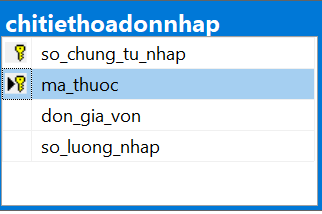 chitiethoadonnhap
so_chung_tu_nhap
ma_thuoc
don_gia_von
so_luong_nhap